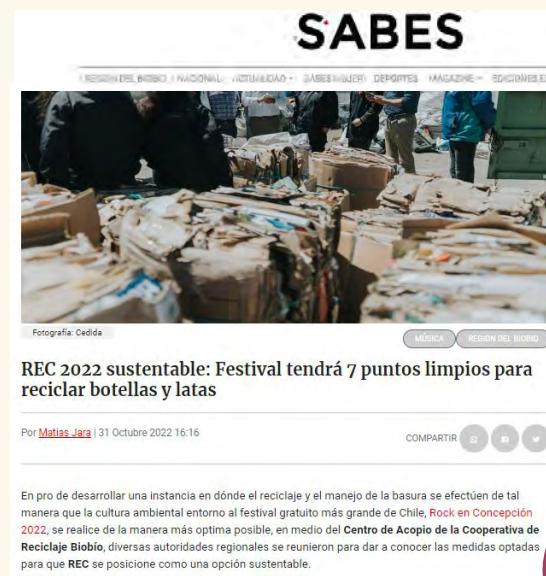 SABES
REGIÓN DEL BIOBÍO NACIONAL ACTUALIDAD SABES MUJER DEPORTES MAGAZINE
Fotografía: Cedida
MÚSICA REGIÓN DEL BIOBIO
REC 2022 sustentable: Festival tendrá 7 puntos limpios para
reciclar botellas y latas
Por Matias Jara | 31 Octubre 2022 16:16
COMPARTIR
En pro de desarrollar una instancia en dónde el reciclaje y el manejo de la basura se efectúen de tal
manera que la cultura ambiental entorno al festival gratuito más grande de Chile, Rock en Concepción
2022, se realice de la manera más optima posible, en medio del Centro de Acopio de la Cooperativa de
Reciclaje Biobío, diversas autoridades regionales se reunieron para dar a conocer las medidas optadas
para que REC se posicione como una opción sustentable.